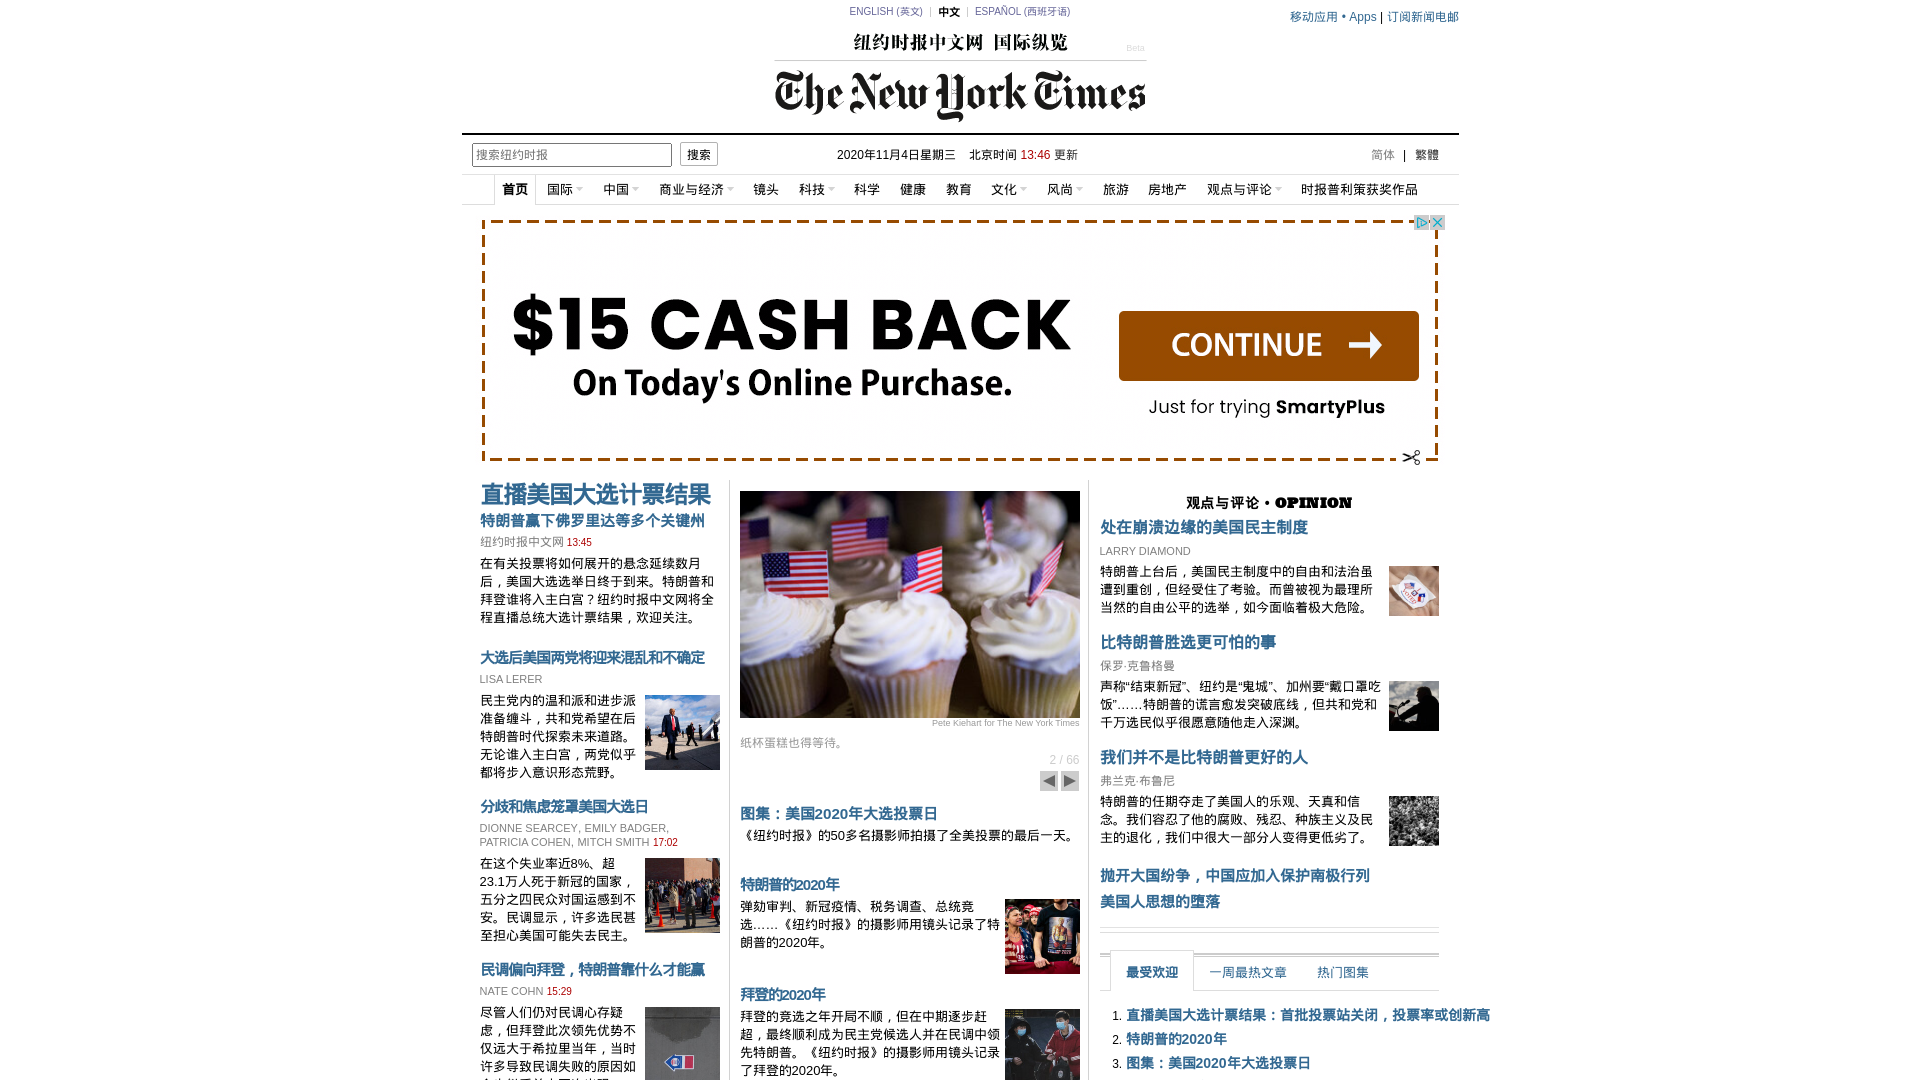 ENGLISH (英文) | 中文 | ESPAÑOL (西班牙语)
移动应用 • Apps | 订阅新闻电邮
纽约时报中文网 国际纵览
Beta
The New York Times
搜索纽约时报 搜索
2020年11月4日星期三 北京时间 13:46 更新
简体 | 繁體
首页 国际 中国 商业与经济 镜头 科技 科学 健康 教育 文化 风尚 旅游 房地产 观点与评论 时报普利策获奖作品
$15 CASH BACK
On Today's Online Purchase.
CONTINUE
Just for trying SmartyPlus
直播美国大选计票结果
特朗普赢下佛罗里达等多个关键州
纽约时报中文网 13:45
在有关投票将如何展开的悬念延续数月
后，美国大选选举日终于到来。特朗普和
拜登谁将入主白宫？纽约时报中文网将全
程直播总统大选计票结果，欢迎关注。
大选后美国两党将迎来混乱和不确定
LISA LERER
民主党内的温和派和进步派
准备缠斗，共和党希望在后
特朗普时代探索未来道路。
无论谁入主白宫，两党似乎
都将步入意识形态荒野。
分歧和焦虑笼罩美国大选日
DIONNE SEARCEY, EMILY BADGER,
PATRICIA COHEN, MITCH SMITH 17:02
在这个失业率近8%、超
23.1万人死于新冠的国家，
五分之四民众对国运感到不
安。民调显示，许多选民甚
至担心美国可能失去民主。
民调偏向拜登，特朗普靠什么才能赢
NATE COHN 15:29
尽管人们仍对民调心存疑
虑，但拜登此次领先优势不
仅远大于希拉里当年，当时
许多导致民调失败的原因如
Pete Kiehart for The New York Times
纸杯蛋糕也得等待。
2 / 66
图集：美国2020年大选投票日
《纽约时报》的50多名摄影师拍摄了全美投票的最后一天。
特朗普的2020年
弹劾审判、新冠疫情、税务调查、总统竞
选……《纽约时报》的摄影师用镜头记录了特
朗普的2020年。
拜登的2020年
拜登的竞选之年开局不顺，但在中期逐步赶
超，最终顺利成为民主党候选人并在民调中领
先特朗普。《纽约时报》的摄影师用镜头记录
了拜登的2020年。
观点与评论 • OPINION
处在崩溃边缘的美国民主制度
LARRY DIAMOND
特朗普上台后，美国民主制度中的自由和法治虽
遭到重创，但经受住了考验。而曾被视为最理所
当然的自由公平的选举，如今面临着极大危险。
比特朗普胜选更可怕的事
保罗·克鲁格曼
声称“结束新冠”、纽约是“鬼城”、加州要“戴口罩吃
饭”……特朗普的谎言愈发突破底线，但共和党和
千万选民似乎很愿意随他走入深渊。
我们并不是比特朗普更好的人
弗兰克·布鲁尼
特朗普的任期夺走了美国人的乐观、天真和信
念。我们容忍了他的腐败、残忍、种族主义及民
主的退化，我们中很大一部分人变得更低劣了。
抛开大国纷争，中国应加入保护南极行列
美国人思想的堕落
最受欢迎 一周最热文章 热门图集
1. 直播美国大选计票结果：首批投票站关闭，投票率或创新高
2. 特朗普的2020年
3. 图集：美国2020年大选投票日